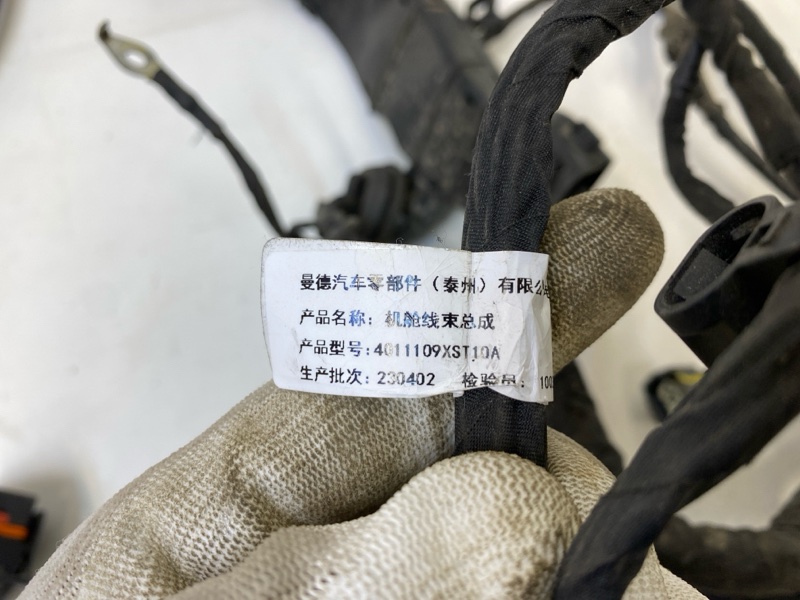 曼德汽车零部件（泰州）有限公
产品名称：机舱线束总成
产品型号:4011109XST10A
生产批次:230402 检验员: 100